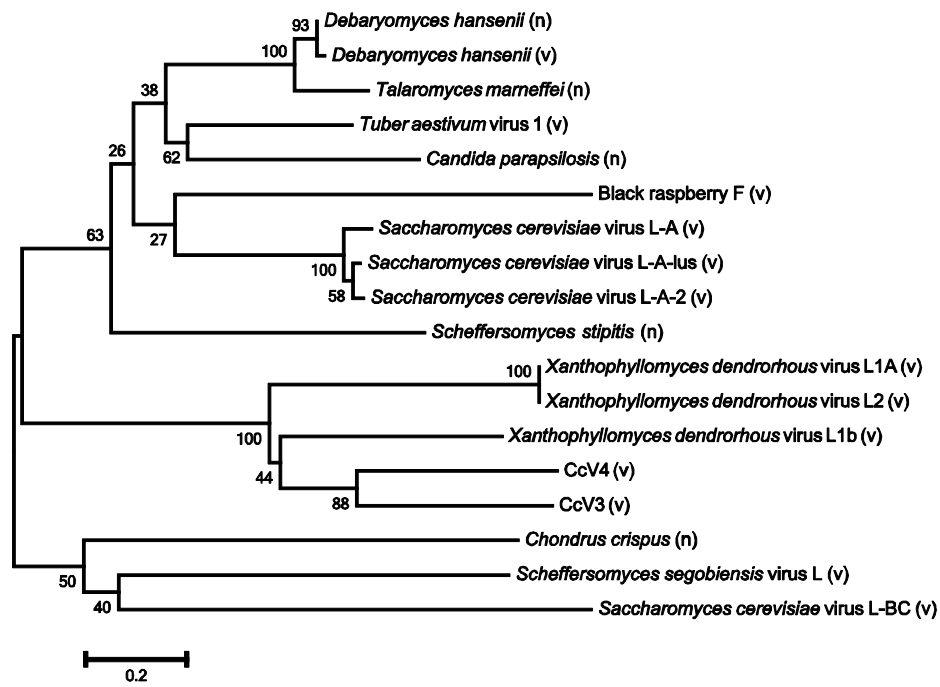 93
Debaryomyces hansenii (n)
100
Debaryomyces hansenii (v)
38
Talaromyces marneffei (n)
Tuber aestivum virus 1 (v)
26
62
Candida parapsilosis (n)
Black raspberry F (v)
63
27
Saccharomyces cerevisiae virus L-A (v)
100
Saccharomyces cerevisiae virus L-A-lus (v)
58
Saccharomyces cerevisiae virus L-A-2 (v)
Scheffersomyces stipitis (n)
100
Xanthophyllomyces dendrorhous virus L1A (v)
Xanthophyllomyces dendrorhous virus L2 (v)
100
Xanthophyllomyces dendrorhous virus L1b (v)
44
CcV4 (v)
88
CcV3 (v)
Chondrus crispus (n)
50
Scheffersomyces segobiensis virus L (v)
40
Saccharomyces cerevisiae virus L-BC (v)
0.2